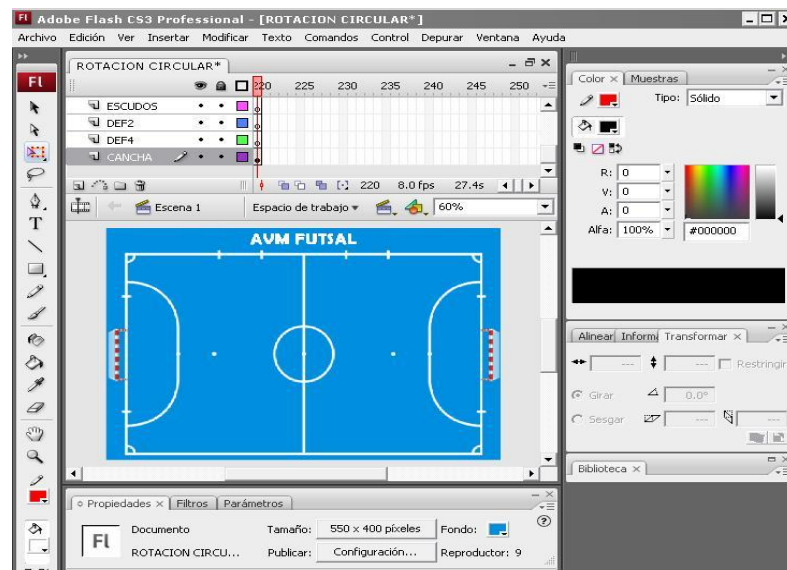 Adobe Flash CS3 Professional - [ROTACION CIRCULAR*]
Archivo Edición Ver Insertar Modificar Texto Comandos Control Depurar Ventana Ayuda
ROTACION CIRCULAR*
220 225 230 235 240 245 250
ESCUDOS
DEF2
DEF4
CANCHA
220 8.0 fps 27.4s
Escena 1 Espacio de trabajo 60%
AVM FUTSAL
Propiedades × Filtros Parámetros
Fl Documento Tamaño: 550 x 400 píxeles Fondo:
ROTACION CIRCU... Publicar: Configuración... Reproductor: 9
Fl
T
Color × Muestras
Tipo: Sólido
R: 0
V: 0
A: 0
Alfa: 100% #000000
Alinear Inform Transformar ×
--- --- Restringir
Girar 0.0°
Sesgar --- ---
Biblioteca ×